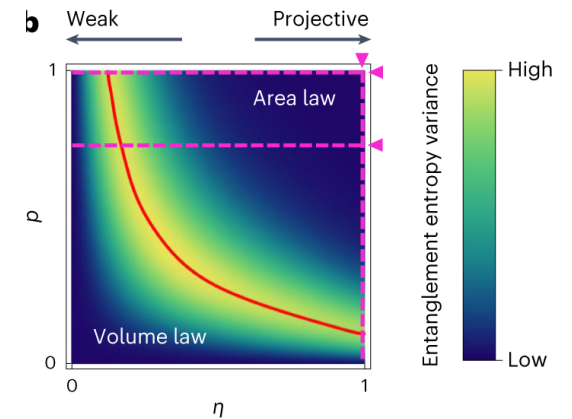 b
Weak
Projective
1
Area law
p
Volume law
0
0
1
η
Entanglement entropy variance
High
Low